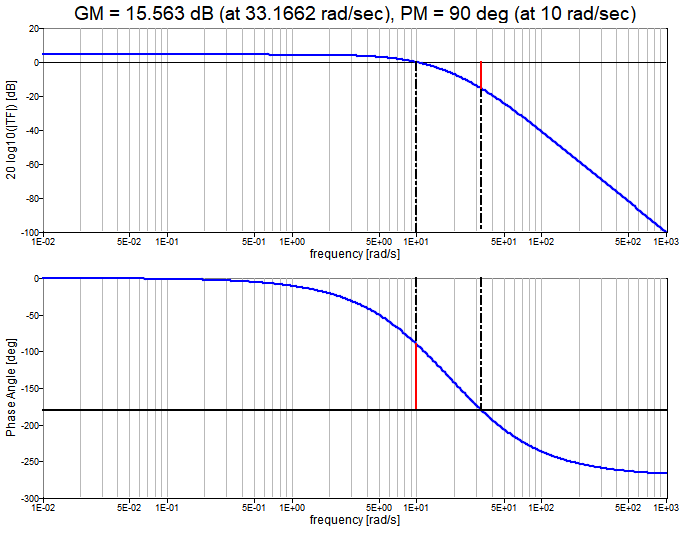 GM = 15.563 dB (at 33.1662 rad/sec), PM = 90 deg (at 10 rad/sec)
20 log10(|TF|) [dB]
20
0
-20
-40
-60
-80
-100
1E-02 5E-02 1E-01 5E-01 1E+00 5E+00 1E+01 5E+01 1E+02 5E+02 1E+03
frequency [rad/s]
Phase Angle [deg]
0
-50
-100
-150
-200
-250
-300
1E-02 5E-02 1E-01 5E-01 1E+00 5E+00 1E+01 5E+01 1E+02 5E+02 1E+03
frequency [rad/s]